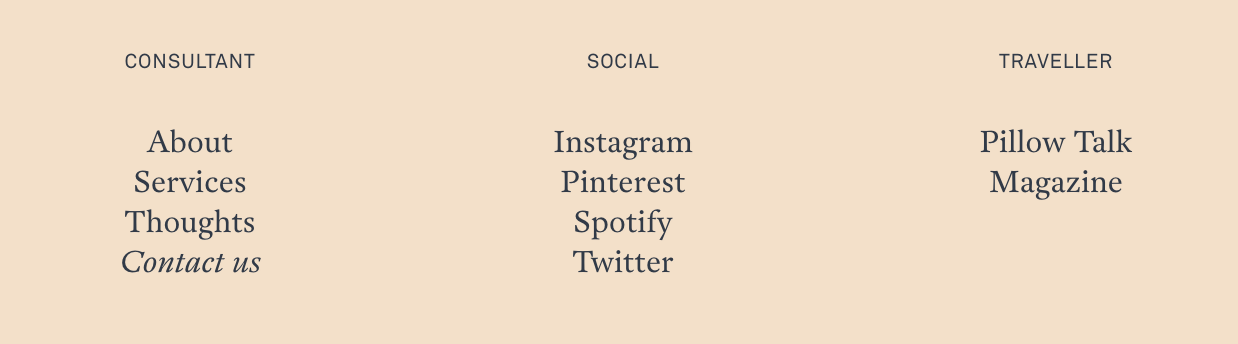 CONSULTANT
About
Services
Thoughts
Contact us
SOCIAL
Instagram
Pinterest
Spotify
Twitter
TRAVELLER
Pillow Talk
Magazine